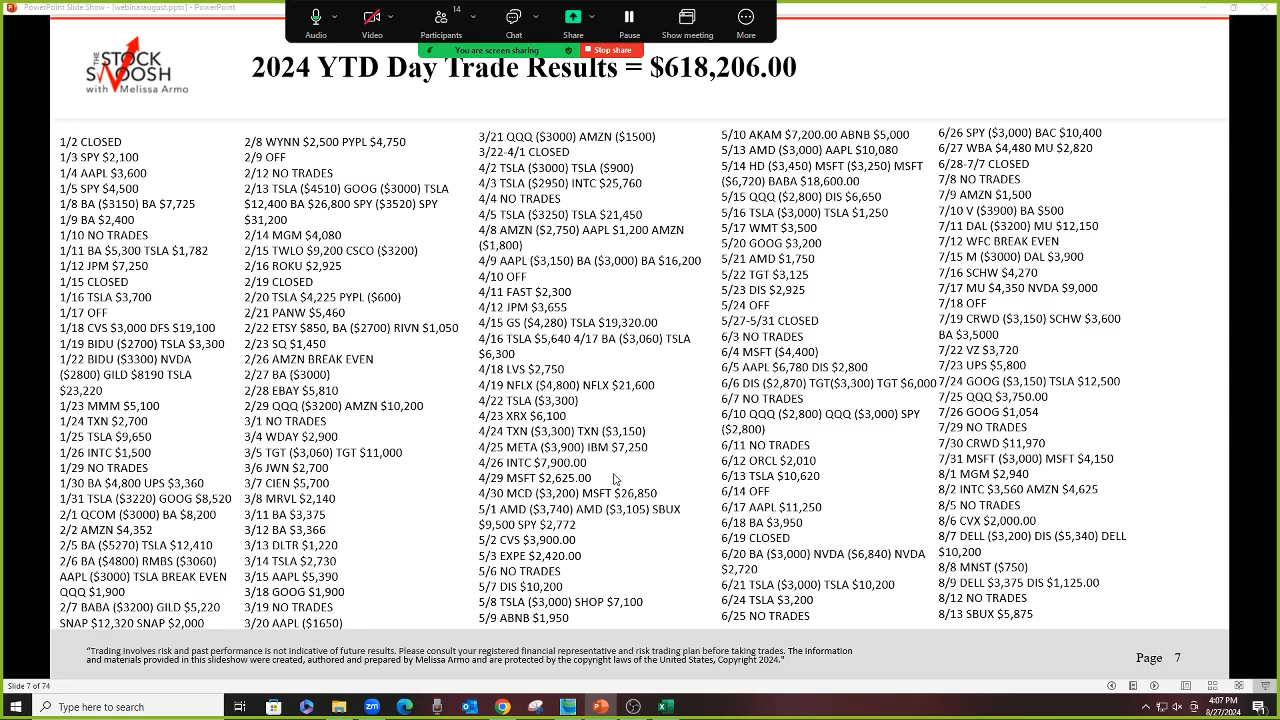 PowerPoint Slide Show - [webinaraugust.pptx] - PowerPoint
14
Audio
Video
Participants
Chat
Share
Pause
Show meeting
More
You are screen sharing
Stop share
THE
STOCK
SWOOSH
with Melissa Armo
2024 YTD Day Trade Results = $618,206.00
1/2 CLOSED
1/3 SPY $2,100
1/4 AAPL $3,600
1/5 SPY $4,500
1/8 BA ($3150) BA $7,725
1/9 BA $2,400
1/10 NO TRADES
1/11 BA $5,300 TSLA $1,782
1/12 JPM $7,250
1/15 CLOSED
1/16 TSLA $3,700
1/17 OFF
1/18 CVS $3,000 DFS $19,100
1/19 BIDU ($2700) TSLA $3,300
1/22 BIDU ($3300) NVDA
($2800) GILD $8190 TSLA
$23,220
1/23 MMM $5,100
1/24 TXN $2,700
1/25 TSLA $9,650
1/26 INTC $1,500
1/29 NO TRADES
1/30 BA $4,800 UPS $3,360
1/31 TSLA ($3220) GOOG $8,520
2/1 QCOM ($3000) BA $8,200
2/2 AMZN $4,352
2/5 BA ($5270) TSLA $12,410
2/6 BA ($4800) RMBS ($3060)
AAPL ($3000) TSLA BREAK EVEN
QQQ $1,900
2/7 BABA ($3200) GILD $5,220
SNAP $12,320 SNAP $2,000
2/8 WYNN $2,500 PYPL $4,750
2/9 OFF
2/12 NO TRADES
2/13 TSLA ($4510) GOOG ($3000) TSLA
$12,400 BA $26,800 SPY ($3520) SPY
$31,200
2/14 MGM $4,080
2/15 TWLO $9,200 CSCO ($3200)
2/16 ROKU $2,925
2/19 CLOSED
2/20 TSLA $4,225 PYPL ($600)
2/21 PANW $5,460
2/22 ETSY $850, BA ($2700) RIVN $1,050
2/23 SQ $1,450
2/26 AMZN BREAK EVEN
2/27 BA ($3000)
2/28 EBAY $5,810
2/29 QQQ ($3200) AMZN $10,200
3/1 NO TRADES
3/4 WDAY $2,900
3/5 TGT ($3,060) TGT $11,000
3/6 JWN $2,700
3/7 CIEN $5,700
3/8 MRVL $2,140
3/11 BA $3,375
3/12 BA $3,366
3/13 DLTR $1,220
3/14 TSLA $2,730
3/15 AAPL $5,390
3/18 GOOG $1,900
3/19 NO TRADES
3/20 AAPL ($1650)
3/21 QQQ ($3000) AMZN ($1500)
3/22-4/1 CLOSED
4/2 TSLA ($3000) TSLA ($900)
4/3 TSLA ($2950) INTC $25,760
4/4 NO TRADES
4/5 TSLA ($3250) TSLA $21,450
4/8 AMZN ($2,750) AAPL $1,200 AMZN
($1,800)
4/9 AAPL ($3,150) BA ($3,000) BA $16,200
4/10 OFF
4/11 FAST $2,300
4/12 JPM $3,655
4/15 GS ($4,280) TSLA $19,320.00
4/16 TSLA $5,640 4/17 BA ($3,060) TSLA
$6,300
4/18 LVS $2,750
4/19 NFLX ($4,800) NFLX $21,600
4/22 TSLA ($3,300)
4/23 XRX $6,100
4/24 TXN ($3,300) TXN ($3,150)
4/25 META ($3,900) IBM $7,250
4/26 INTC $7,900.00
4/29 MSFT $2,625.00
4/30 MCD ($3,200) MSFT $26,850
5/1 AMD ($3,740) AMD ($3,105) SBUX
$9,500 SPY $2,772
5/2 CVS $3,900.00
5/3 EXPE $2,420.00
5/6 NO TRADES
5/7 DIS $10,200
5/8 TSLA ($3,000) SHOP $7,100
5/9 ABNB $1,950
5/10 AKAM $7,200.00 ABNB $5,000
5/13 AMD ($3,000) AAPL $10,080
5/14 HD ($3,450) MSFT ($3,250) MSFT
($6,720) BABA $18,600.00
5/15 QQQ ($2,800) DIS $6,650
5/16 TSLA ($3,000) TSLA $1,250
5/17 WMT $3,500
5/20 GOOG $3,200
5/21 AMD $1,750
5/22 TGT $3,125
5/23 DIS $2,925
5/24 OFF
5/27-5/31 CLOSED
6/3 NO TRADES
6/4 MSFT ($4,400)
6/5 AAPL $6,780 DIS $2,800
6/6 DIS ($2,870) TGT($3,300) TGT $6,000
6/7 NO TRADES
6/10 QQQ ($2,800) QQQ ($3,000) SPY
($2,800)
6/11 NO TRADES
6/12 ORCL $2,010
6/13 TSLA $10,620
6/14 OFF
6/17 AAPL $11,250
6/18 BA $3,950
6/19 CLOSED
6/20 BA ($3,000) NVDA ($6,840) NVDA
$2,720
6/21 TSLA ($3,000) TSLA $10,200
6/24 TSLA $3,200
6/25 NO TRADES
6/26 SPY ($3,000) BAC $10,400
6/27 WBA $4,480 MU $2,820
6/28-7/7 CLOSED
7/8 NO TRADES
7/9 AMZN $1,500
7/10 V ($3900) BA $500
7/11 DAL ($3200) MU $12,150
7/12 WFC BREAK EVEN
7/15 M ($3000) DAL $3,900
7/16 SCHW $4,270
7/17 MU $4,350 NVDA $9,000
7/18 OFF
7/19 CRWD ($3,150) SCHW $3,600
BA $3,5000
7/22 VZ $3,720
7/23 UPS $5,800
7/24 GOOG ($3,150) TSLA $12,500
7/25 QQQ $3,750.00
7/26 GOOG $1,054
7/29 NO TRADES
7/30 CRWD $11,970
7/31 MSFT ($3,000) MSFT $4,150
8/1 MGM $2,940
8/2 INTC $3,560 AMZN $4,625
8/5 NO TRADES
8/6 CVX $2,000.00
8/7 DELL ($3,200) DIS ($5,340) DELL
$10,200
8/8 MNST ($750)
8/9 DELL $3,375 DIS $1,125.00
8/12 NO TRADES
8/13 SBUX $5,875
"Trading involves risk and past performance is not indicative of future results. Please consult your registered financial representative and risk trading plan before taking trades. The information
and materials provided in this slideshow were created, authored and prepared by Melissa Armo and are protected by the copyright laws of the United States, Copyright 2024."
Page 7
Slide 7 of 74
Type here to search
4:07 PM
8/27/2024